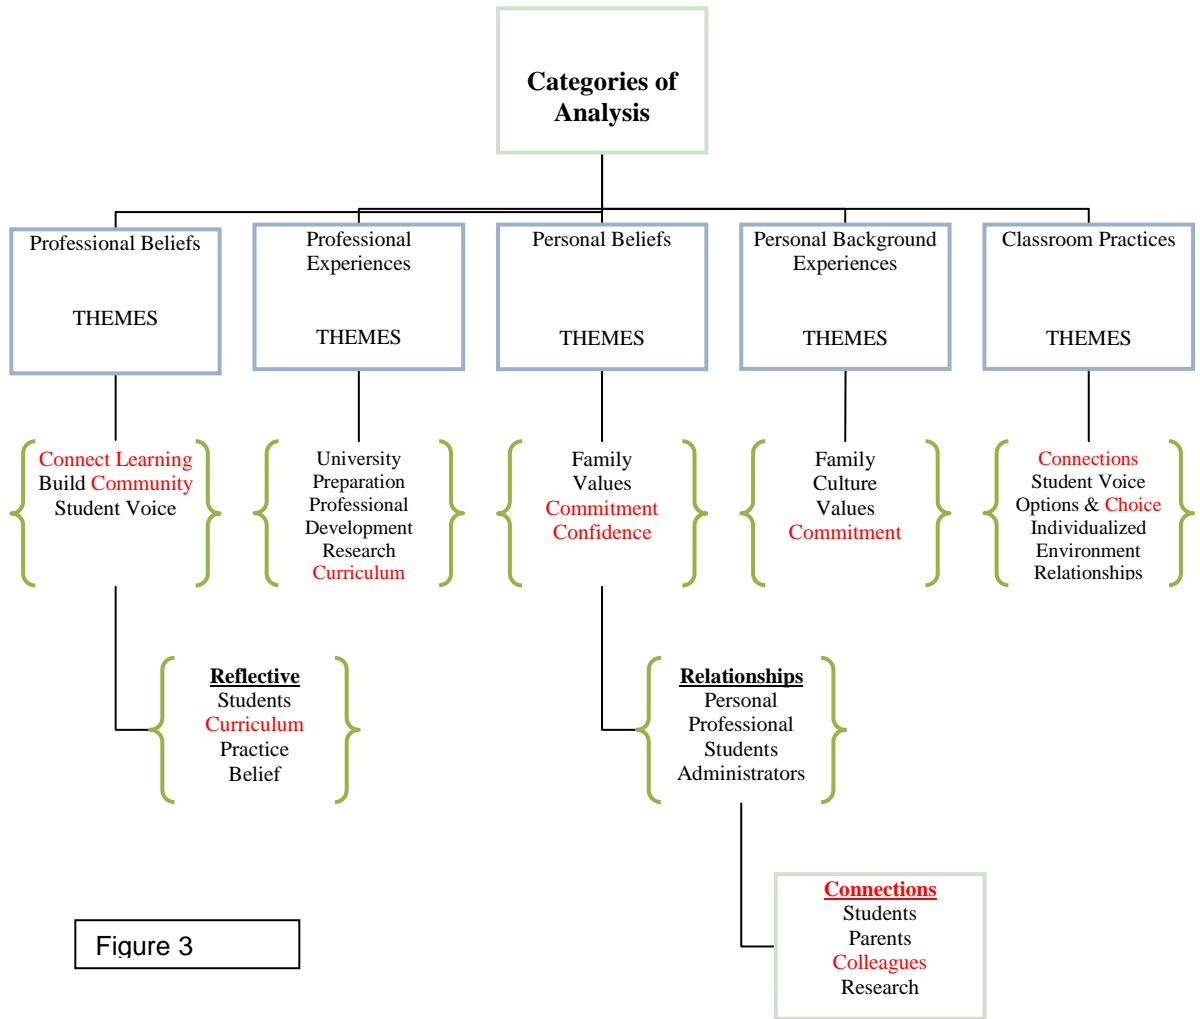 Categories of
Analysis
Professional Beliefs
THEMES
Professional
Experiences
THEMES
Personal Beliefs
THEMES
Personal Background
Experiences
THEMES
Classroom Practices
THEMES
Connect Learning
Build Community
Student Voice
University
Preparation
Professional
Development
Research
Curriculum
Family
Values
Commitment
Confidence
Family
Culture
Values
Commitment
Connections
Student Voice
Options & Choice
Individualized
Environment
Relationships
Reflective
Students
Curriculum
Practice
Belief
Relationships
Personal
Professional
Students
Administrators
Connections
Students
Parents
Colleagues
Research
Figure 3